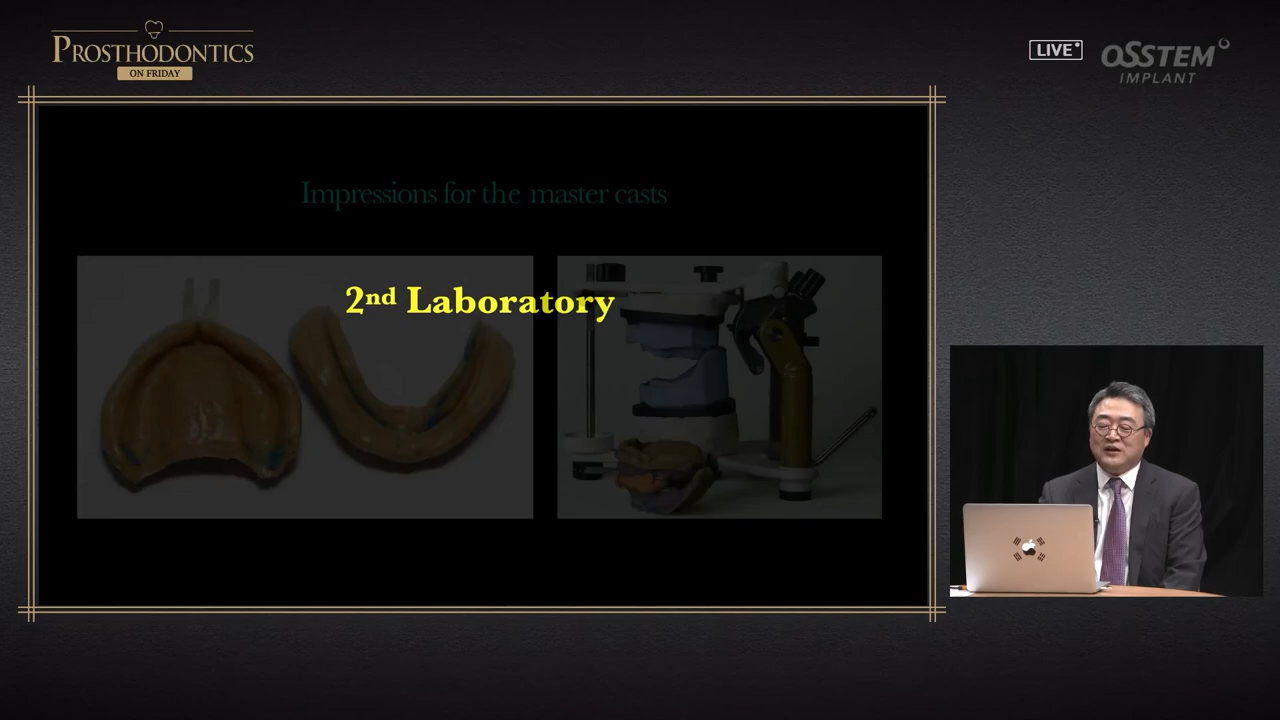 PROSTHODONTICS
ON FRIDAY
LIVE
OSSTEM
IMPLANT
Impressions for the master casts
2nd Laboratory